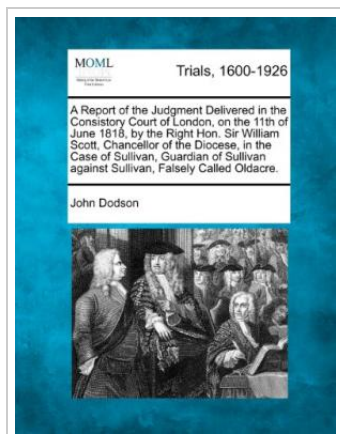 MOML
Trials, 1600-1926
A Report of the Judgment Delivered in the
Consistory Court of London, on the 11th of
June 1818, by the Right Hon. Sir William
Scott, Chancellor of the Diocese, in the
Case of Sullivan, Guardian of Sullivan
against Sullivan, Falsely Called Oldacre.
John Dodson